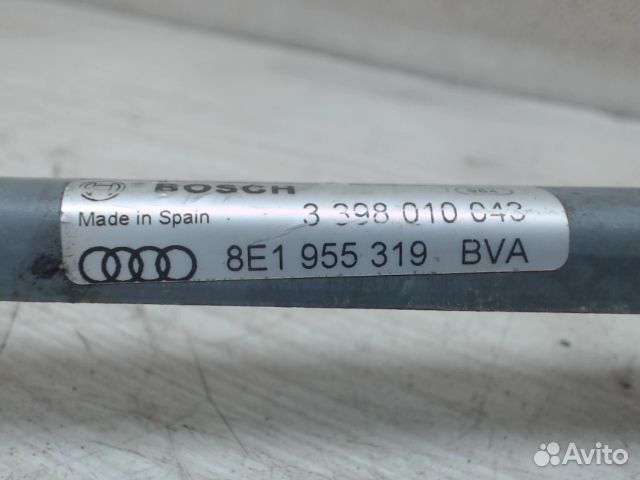 BOSCH
Made in Spain 3 398 010 043
8E1 955 319 BVA
Avito